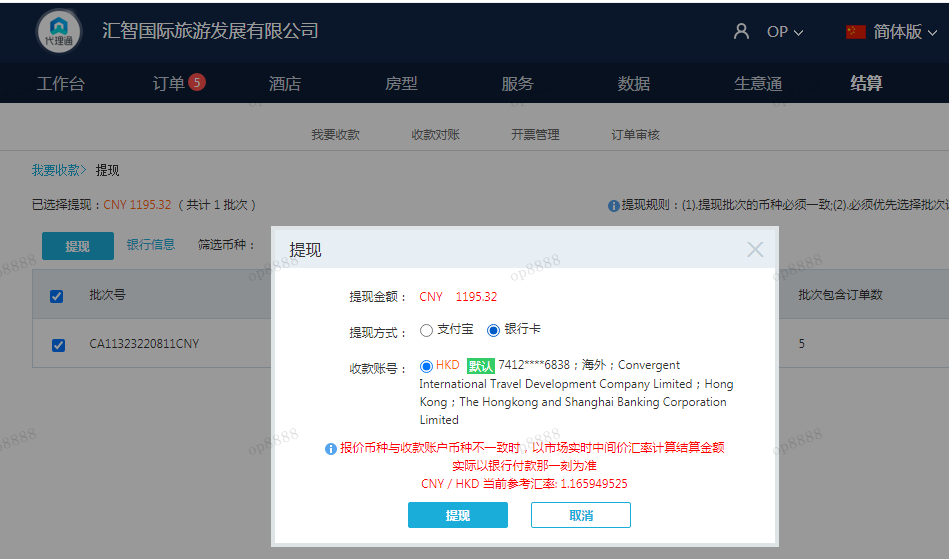 代理通
汇智国际旅游发展有限公司
OP
简体版
工作台 订单 5 酒店 房型 服务 数据 生意通 结算
我要收款 收款对账 开票管理 订单审核
我要收款> 提现
已选择提现：CNY 1195.32（共计 1 批次）
提现规则：(1).提现批次的币种必须一致;(2).必须优先选择批次
提现 银行信息 筛选币种：
批次号
批次包含订单数
CA11323220811CNY
5
提现
提现金额： CNY 1195.32
提现方式： 支付宝 银行卡
收款账号： HKD 默认 7412****6838；海外；Convergent
International Travel Development Company Limited；Hong
Kong；The Hongkong and Shanghai Banking Corporation
Limited
报价币种与收款账户币种不一致时，以市场实时中间价汇率计算结算金额
实际以银行付款那一刻为准
CNY / HKD 当前参考汇率: 1.165949525
提现 取消
op8888
op8888
op8888
op8888
op8888
op8888